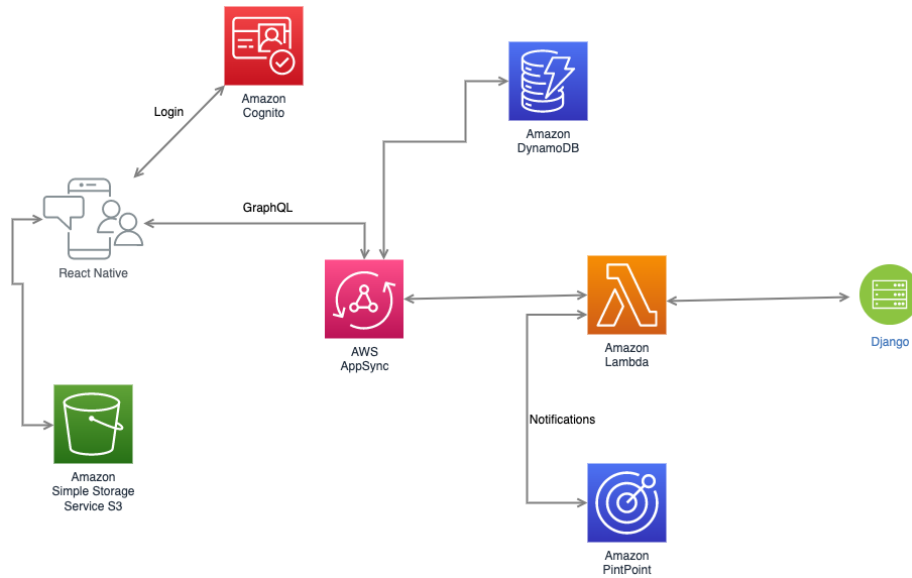 Amazon
Cognito
Login
Amazon
DynamoDB
GraphQL
React Native
AWS
AppSync
Amazon
Lambda
Django
Notifications
Amazon
Simple Storage
Service S3
Amazon
PintPoint